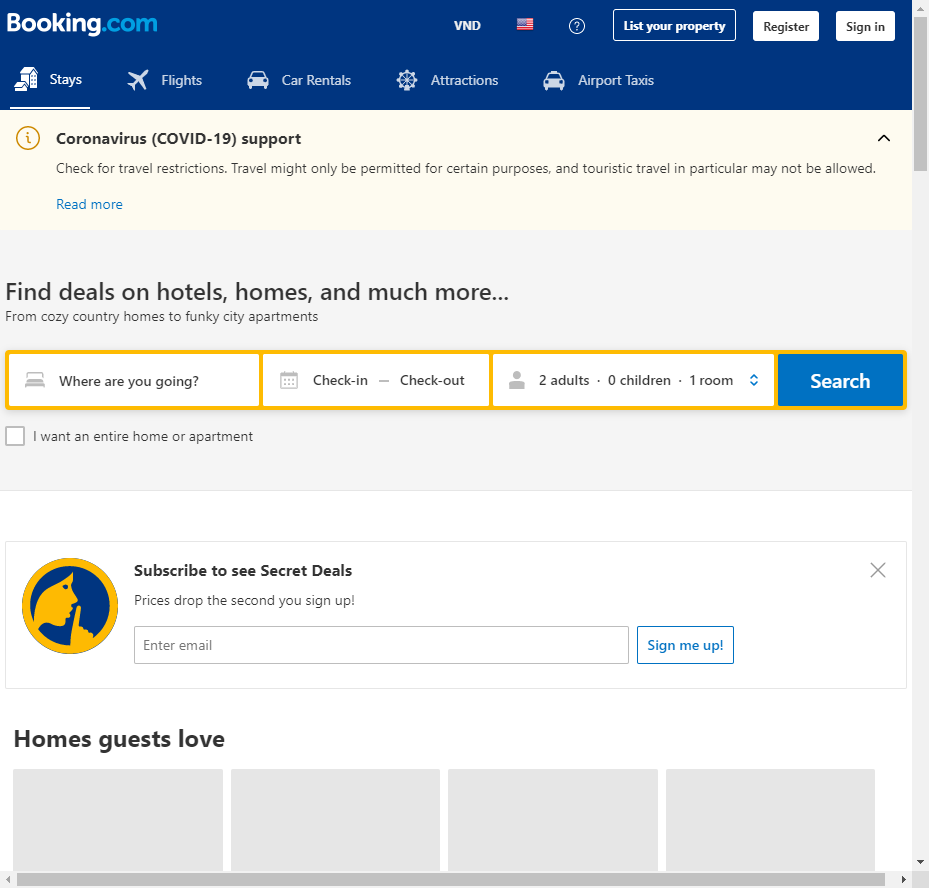 Booking.com
VND
List your property
Register
Sign in
Stays
Flights
Car Rentals
Attractions
Airport Taxis
Coronavirus (COVID-19) support
Check for travel restrictions. Travel might only be permitted for certain purposes, and touristic travel in particular may not be allowed.
Read more
Find deals on hotels, homes, and much more...
From cozy country homes to funky city apartments
Where are you going?
Check-in — Check-out
2 adults · 0 children · 1 room
Search
I want an entire home or apartment
Subscribe to see Secret Deals
Prices drop the second you sign up!
Enter email
Sign me up!
Homes guests love